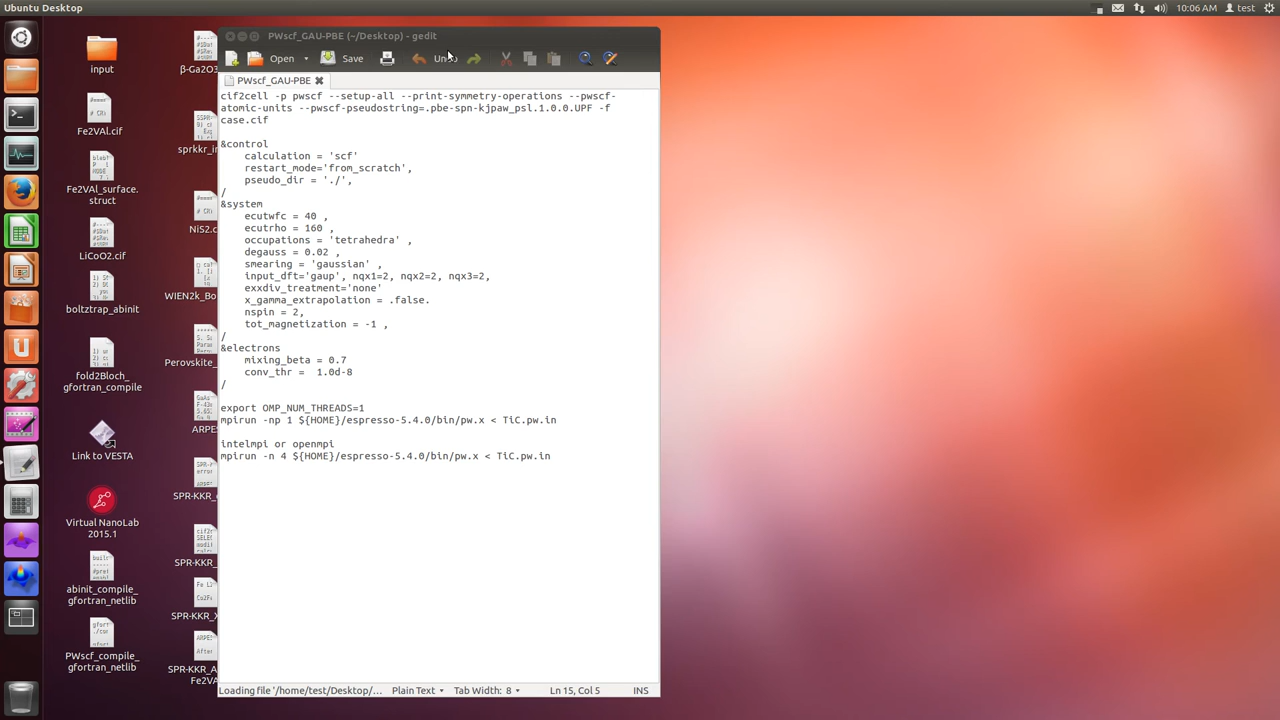 Ubuntu Desktop
10:06 AM
test
PWscf_GAU-PBE (~/Desktop) - gedit
Open
Save
Undo
PWscf_GAU-PBE
cif2cell -p pwscf --setup-all --print-symmetry-operations --pwscf-
atomic-units --pwscf-pseudostring=.pbe-spn-kjpaw_psl.1.0.0.UPF -f
case.cif
&control
calculation = 'scf'
restart_mode='from_scratch',
pseudo_dir = './',
/
&system
ecutwfc = 40 ,
ecutrho = 160 ,
occupations = 'tetrahedra' ,
degauss = 0.02 ,
smearing = 'gaussian' ,
input_dft='gaup', nqx1=2, nqx2=2, nqx3=2,
exxdiv_treatment='none'
x_gamma_extrapolation = .false.
nspin = 2,
tot_magnetization = -1 ,
/
&electrons
mixing_beta = 0.7
conv_thr =  1.0d-8
/
export OMP_NUM_THREADS=1
mpirun -np 1 ${HOME}/espresso-5.4.0/bin/pw.x < TiC.pw.in
intelmpi or openmpi
mpirun -n 4 ${HOME}/espresso-5.4.0/bin/pw.x < TiC.pw.in
Loading file '/home/test/Desktop/...
Plain Text
Tab Width: 8
Ln 15, Col 5
INS
input
Fe2VAl.cif
Fe2VAl_surface.
struct
LiCoO2.cif
boltztrap_abinit
fold2Bloch_
gfortran_compile
Link to VESTA
Virtual NanoLab
2015.1
abinit_compile_
gfortran_netlib
PWscf_compile_
gfortran_netlib
β-Ga2O3
sprkkr_in
NiS2.c
WIEN2k_Bo
Perovskite_
ARPE
SPR-KKR_
SPR-KKR_
SPR-KKR_X
SPR-KKR_A
Fe2VA